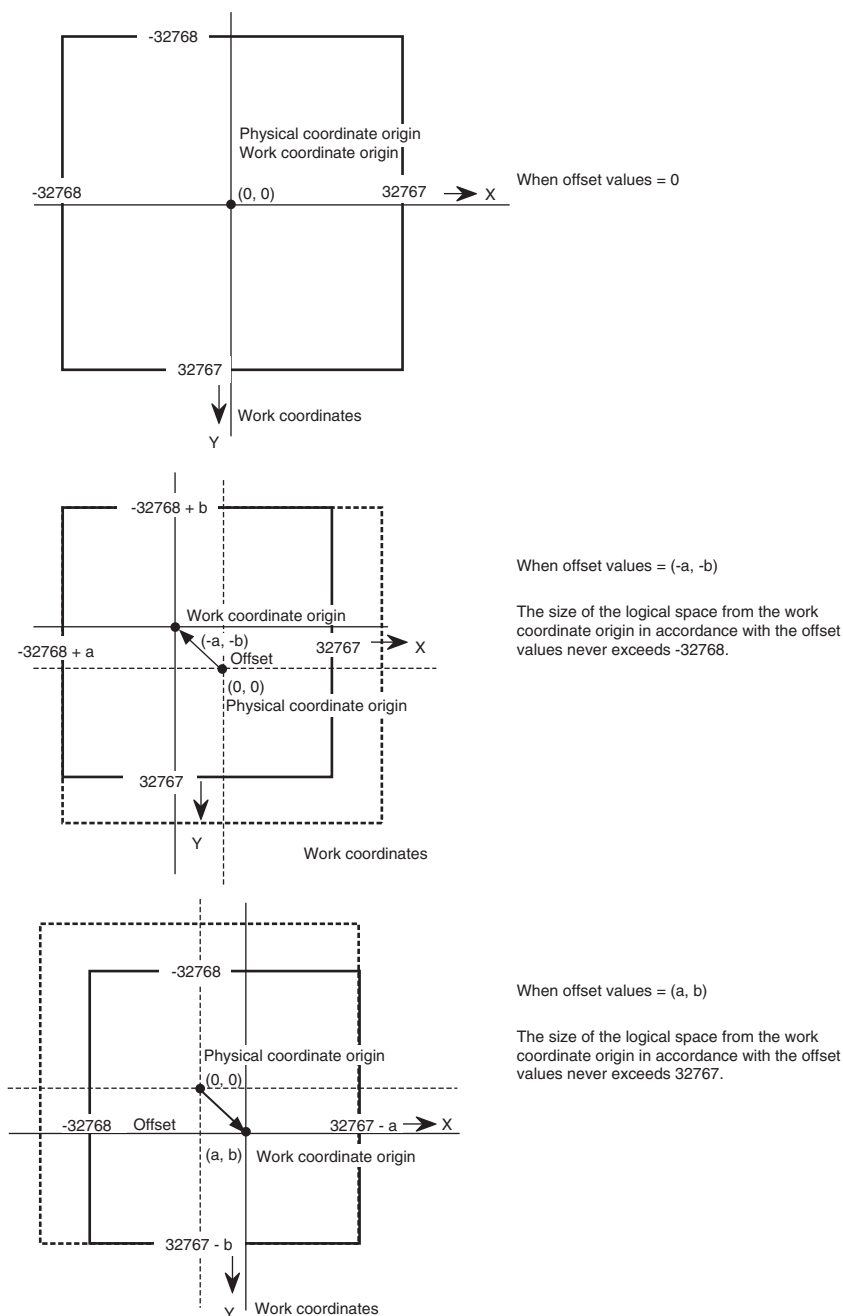 -32768
Physical coordinate origin
Work coordinate origin
-32768
(0, 0)
32767
X
When offset values = 0
32767
Work coordinates
Y
-32768 + b
When offset values = (-a, -b)
Work coordinate origin
The size of the logical space from the work
coordinate origin in accordance with the offset
values never exceeds -32768.
(-a, -b)
-32768 + a
Offset
32767
X
(0, 0)
Physical coordinate origin
32767
Y
Work coordinates
-32768
When offset values = (a, b)
The size of the logical space from the work
coordinate origin in accordance with the offset
values never exceeds 32767.
Physical coordinate origin
(0, 0)
-32768
Offset
32767 - a
X
(a, b)
Work coordinate origin
32767 - b
Y
Work coordinates